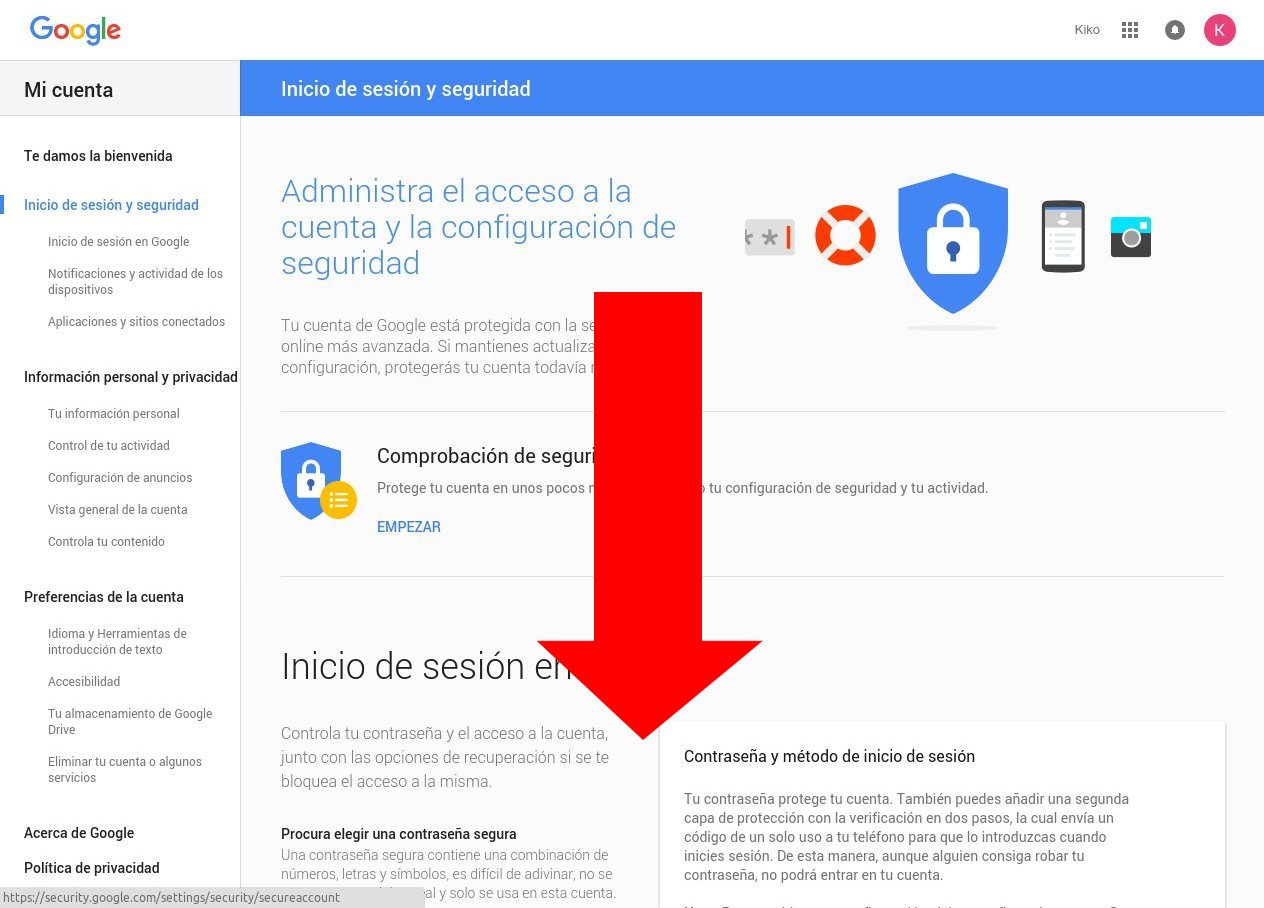 Google
Kiko
K
Mi cuenta
Inicio de sesión y seguridad
Te damos la bienvenida
Inicio de sesión y seguridad
Inicio de sesión en Google
Notificaciones y actividad de los
dispositivos
Aplicaciones y sitios conectados
Información personal y privacidad
Tu información personal
Control de tu actividad
Configuración de anuncios
Vista general de la cuenta
Controla tu contenido
Preferencias de la cuenta
Idioma y Herramientas de
introducción de texto
Accesibilidad
Tu almacenamiento de Google
Drive
Eliminar tu cuenta o algunos
servicios
Acerca de Google
Política de privacidad
https://security.google.com/settings/security/secureaccount
Administra el acceso a la
cuenta y la configuración de
seguridad
Tu cuenta de Google está protegida con la
online más avanzada. Si mantienes
configuración, protegerás tu cuenta todavía
Comprobación de
Protege tu cuenta en unos pocos tu configuración de seguridad y tu actividad.
EMPEZAR
Inicio de sesión
Controla tu contraseña y el acceso a la cuenta,
junto con las opciones de recuperación si se te
bloquea el acceso a la misma.
Procura elegir una contraseña segura
Una contraseña segura contiene una combinación de
números, letras y símbolos, es difícil de adivinar, no se
y solo se usa en esta cuenta.
Contraseña y método de inicio de sesión
Tu contraseña protege tu cuenta. También puedes añadir una segunda
capa de protección con la verificación en dos pasos, la cual envía un
código de un solo uso a tu teléfono para que lo introduzcas cuando
inicies sesión. De esta manera, aunque alguien consiga robar tu
contraseña, no podrá entrar en tu cuenta.